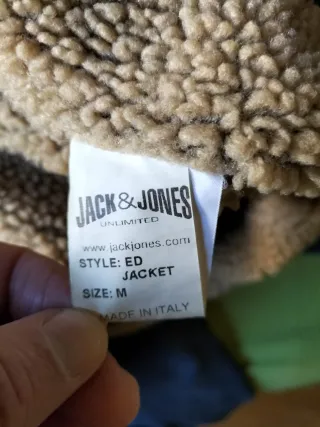 JACK&JONES
UNLIMITED
www.jackjones.com
STYLE: ED
JACKET
SIZE: M
MADE IN ITALY